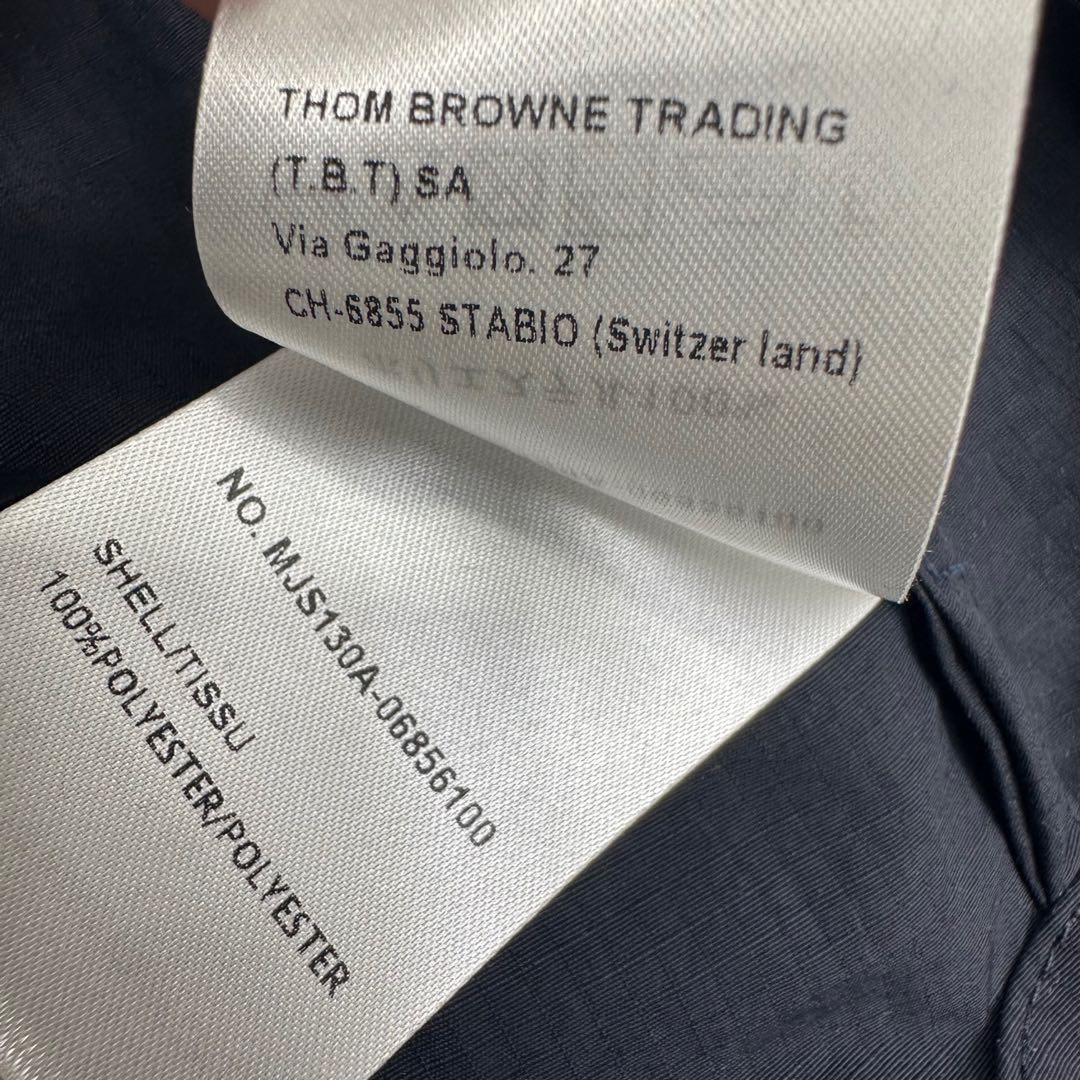 THOM BROWNE TRADING
(T.B.T) SA
Via Gaggiolo. 27
CH-6855 STABIO (Switzer land)
NO. MJS130A-06856100
SHELL/TISSU
100%POLYESTER/POLYESTER